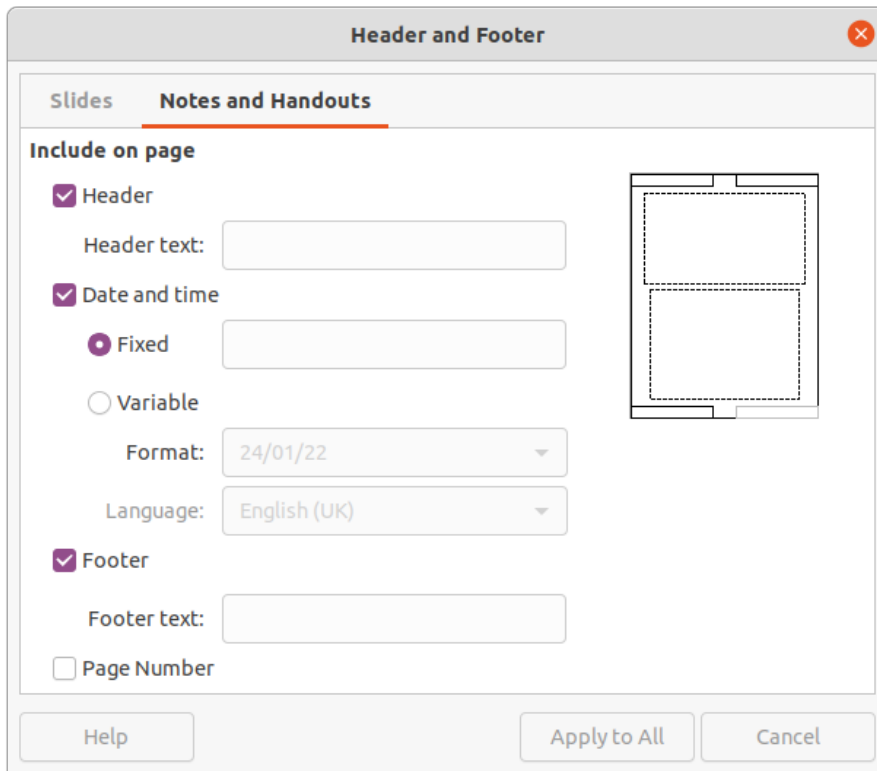 Header and Footer
Slides Notes and Handouts
Include on page
Header
Header text:
Date and time
Fixed
Variable
Format: 24/01/22
Language: English (UK)
Footer
Footer text:
Page Number
Help Apply to All Cancel